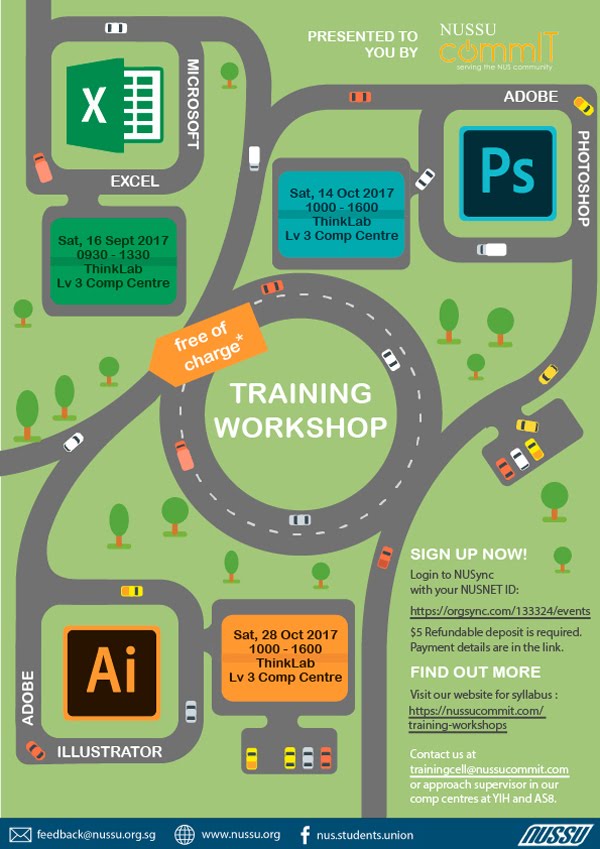 PRESENTED TO
YOU BY
NUSSU
commIT
serving the NUS community
X
MICROSOFT
EXCEL
Sat, 16 Sept 2017
0930 - 1330
ThinkLab
Lv 3 Comp Centre
ADOBE
PHOTOSHOP
Ps
Sat, 14 Oct 2017
1000 - 1600
ThinkLab
Lv 3 Comp Centre
free of
charge*
TRAINING
WORKSHOP
ADOBE
ILLUSTRATOR
Ai
Sat, 28 Oct 2017
1000 - 1600
ThinkLab
Lv 3 Comp Centre
SIGN UP NOW!
Login to NUSync
with your NUSNET ID:
https://orgsync.com/133324/events
$5 Refundable deposit is required.
Payment details are in the link.
FIND OUT MORE
Visit our website for syllabus :
https://nussucommit.com/
training-workshops
Contact us at
trainingcell@nussucommit.com
or approach supervisor in our
comp centres at YIH and AS8.
feedback@nussu.org.sg
www.nussu.org
f nus.students.union
NUSSU